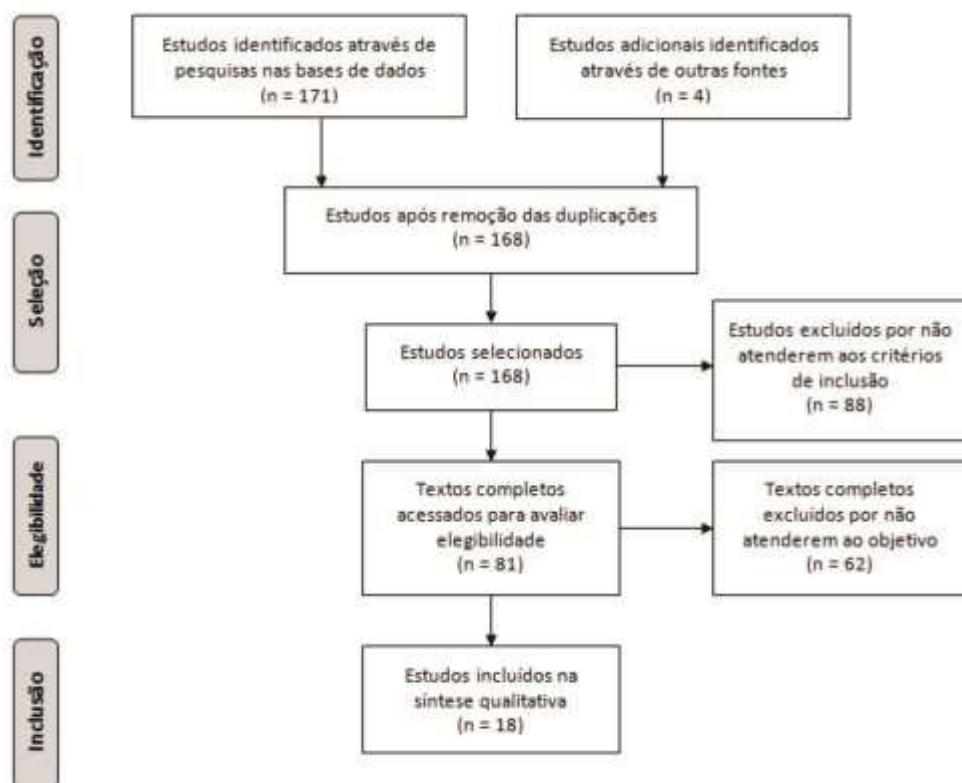 Identificação
Estudos identificados através de
pesquisas nas bases de dados
(n = 171)
Estudos adicionais identificados
através de outras fontes
(n = 4)
Seleção
Estudos após remoção das duplicações
(n = 168)
Estudos selecionados
(n = 168)
Estudos excluídos por não
atenderem aos critérios
de inclusão
(n = 88)
Elegibilidade
Textos completos
acessados para avaliar
elegibilidade
(n = 81)
Textos completos
excluídos por não
atenderem ao objetivo
(n = 62)
Inclusão
Estudos incluídos na
síntese qualitativa
(n = 18)